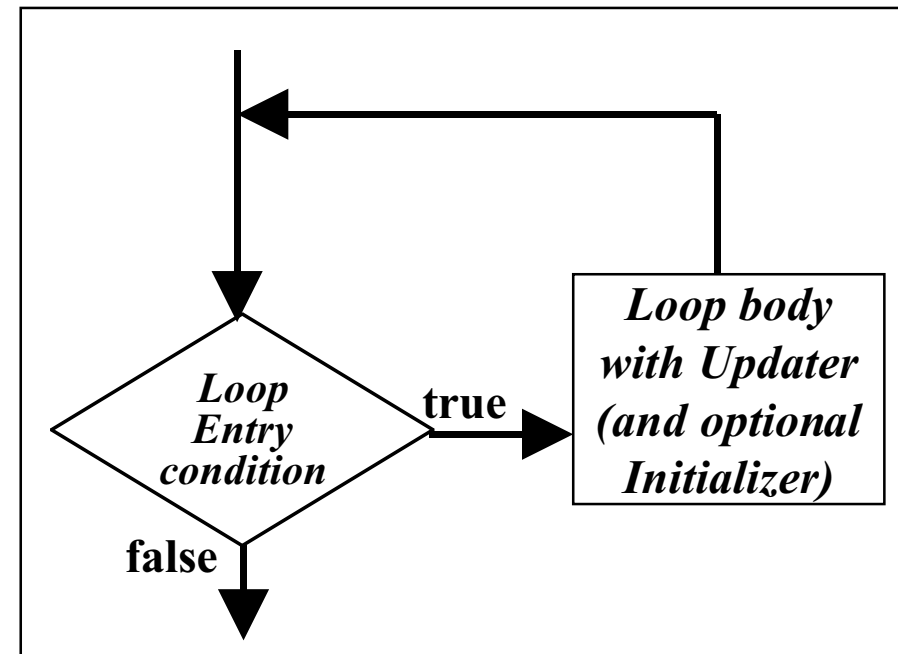 Loop
Entry
condition
true
false
Loop body
with Updater
(and optional
Initializer)